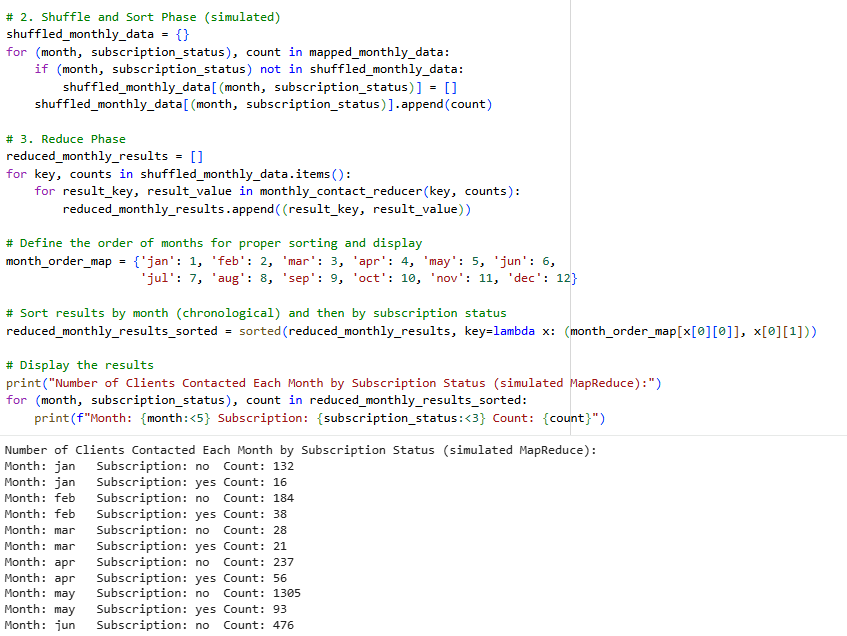 # 2. Shuffle and Sort Phase (simulated)
shuffled_monthly_data = {}
for (month, subscription_status), count in mapped_monthly_data:
    if (month, subscription_status) not in shuffled_monthly_data:
        shuffled_monthly_data[(month, subscription_status)] = []
    shuffled_monthly_data[(month, subscription_status)].append(count)

# 3. Reduce Phase
reduced_monthly_results = []
for key, counts in shuffled_monthly_data.items():
    for result_key, result_value in monthly_contact_reducer(key, counts):
        reduced_monthly_results.append((result_key, result_value))

# Define the order of months for proper sorting and display
month_order_map = {'jan': 1, 'feb': 2, 'mar': 3, 'apr': 4, 'may': 5, 'jun': 6,
                   'jul': 7, 'aug': 8, 'sep': 9, 'oct': 10, 'nov': 11, 'dec': 12}

# Sort results by month (chronological) and then by subscription status
reduced_monthly_results_sorted = sorted(reduced_monthly_results, key=lambda x: (month_order_map[x[0][0]], x[0][1]))

# Display the results
print("Number of Clients Contacted Each Month by Subscription Status (simulated MapReduce):")
for (month, subscription_status), count in reduced_monthly_results_sorted:
    print(f"Month: {month:<5} Subscription: {subscription_status:<3} Count: {count}")

Number of Clients Contacted Each Month by Subscription Status (simulated MapReduce):
Month: jan   Subscription: no  Count: 132
Month: jan   Subscription: yes Count: 16
Month: feb   Subscription: no  Count: 184
Month: feb   Subscription: yes Count: 38
Month: mar   Subscription: no  Count: 28
Month: mar   Subscription: yes Count: 21
Month: apr   Subscription: no  Count: 237
Month: apr   Subscription: yes Count: 56
Month: may   Subscription: no  Count: 1305
Month: may   Subscription: yes Count: 93
Month: jun   Subscription: no  Count: 476